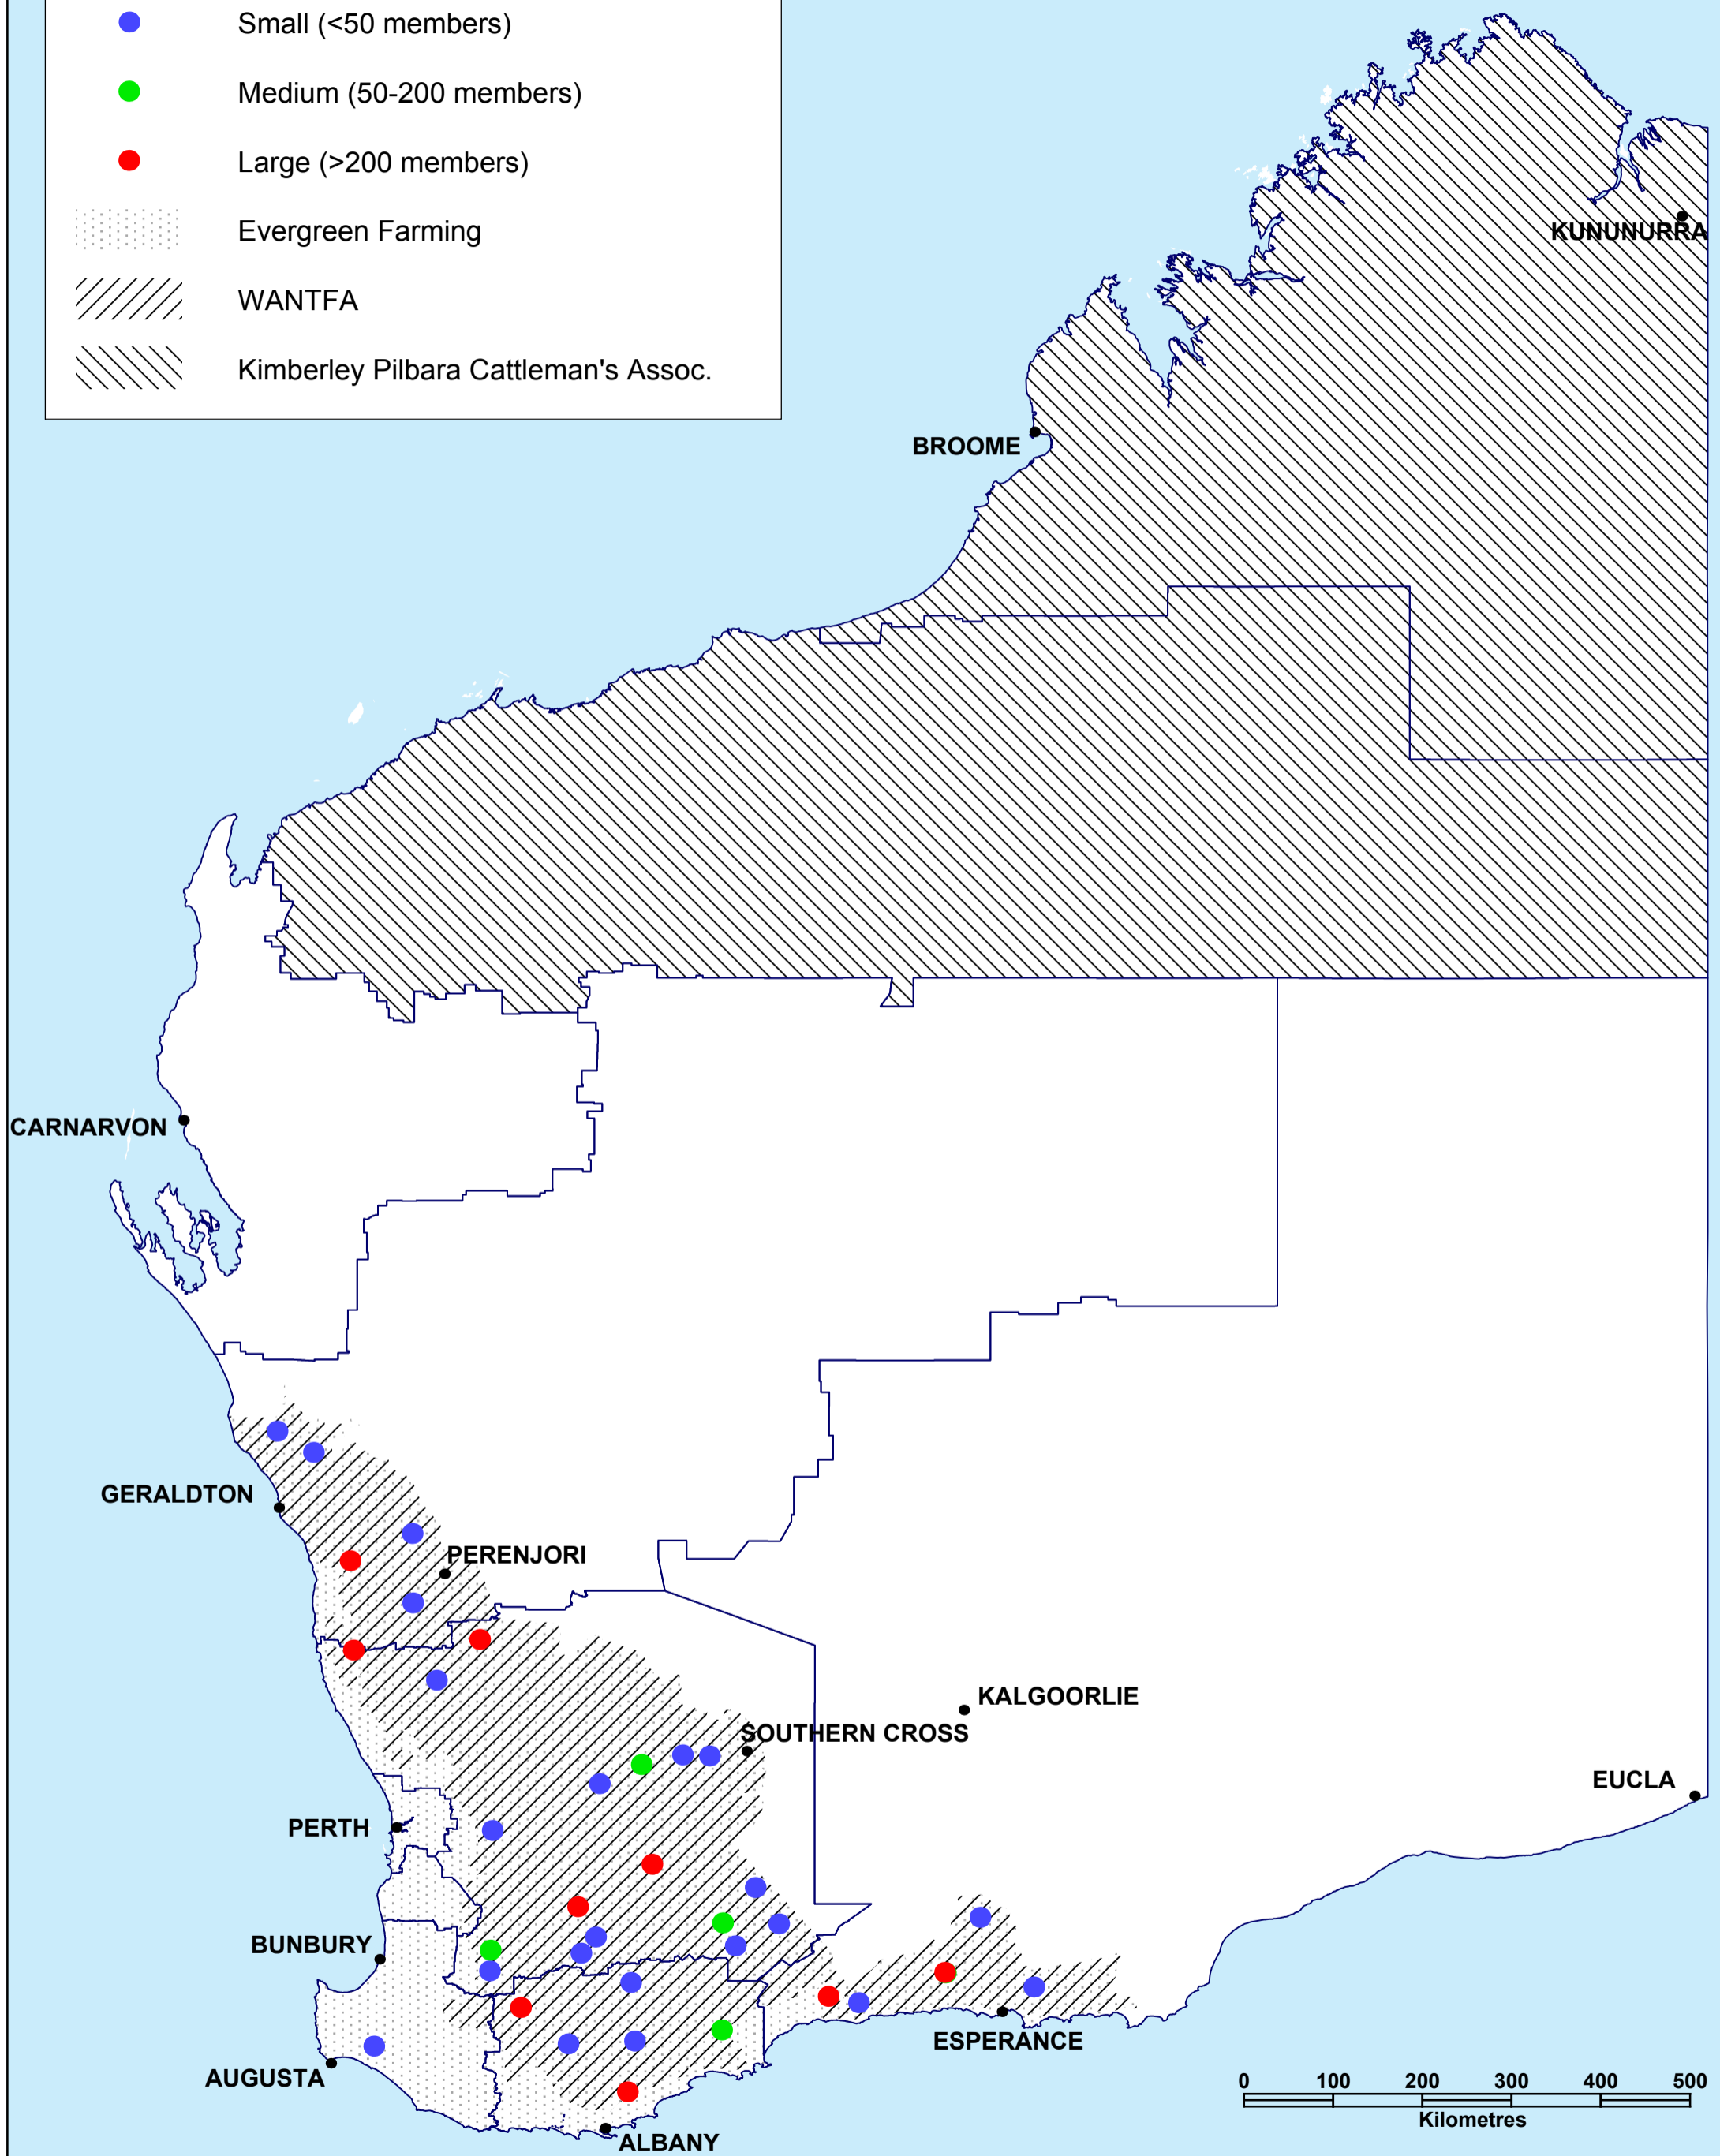 Small (<50 members)
Medium (50-200 members)
Large (>200 members)
Evergreen Farming
WANTFA
Kimberley Pilbara Cattleman's Assoc.
KUNUNURRA
BROOME
CARNARVON
GERALDTON
PERENJORI
KALGOORLIE
SOUTHERN CROSS
EUCLA
PERTH
BUNBURY
ESPERANCE
AUGUSTA
0 100 200 300 400 500
Kilometres
ALBANY